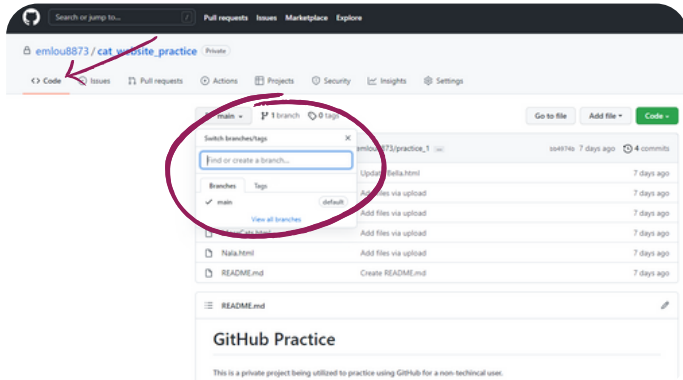 Search or jump to... / Pull requests Issues Marketplace Explore
emlou8873 / cat_website_practice Private
<> Code Issues Pull requests Actions Projects Security Insights Settings
main 1 branch 0 tags Go to file Add file Code
Switch branches/tags
Find or create a branch...
Branches Tags
main default
View all branches
/practice_1 ... 7 days ago 4 commits
Bella.html 7 days ago
Add files via upload 7 days ago
Add files via upload 7 days ago
Add files via upload 7 days ago
Nala.html Add files via upload 7 days ago
README.md Create README.md 7 days ago
README.md
GitHub Practice
This is a private project being utilized to practice using GitHub for a non-techincal user.